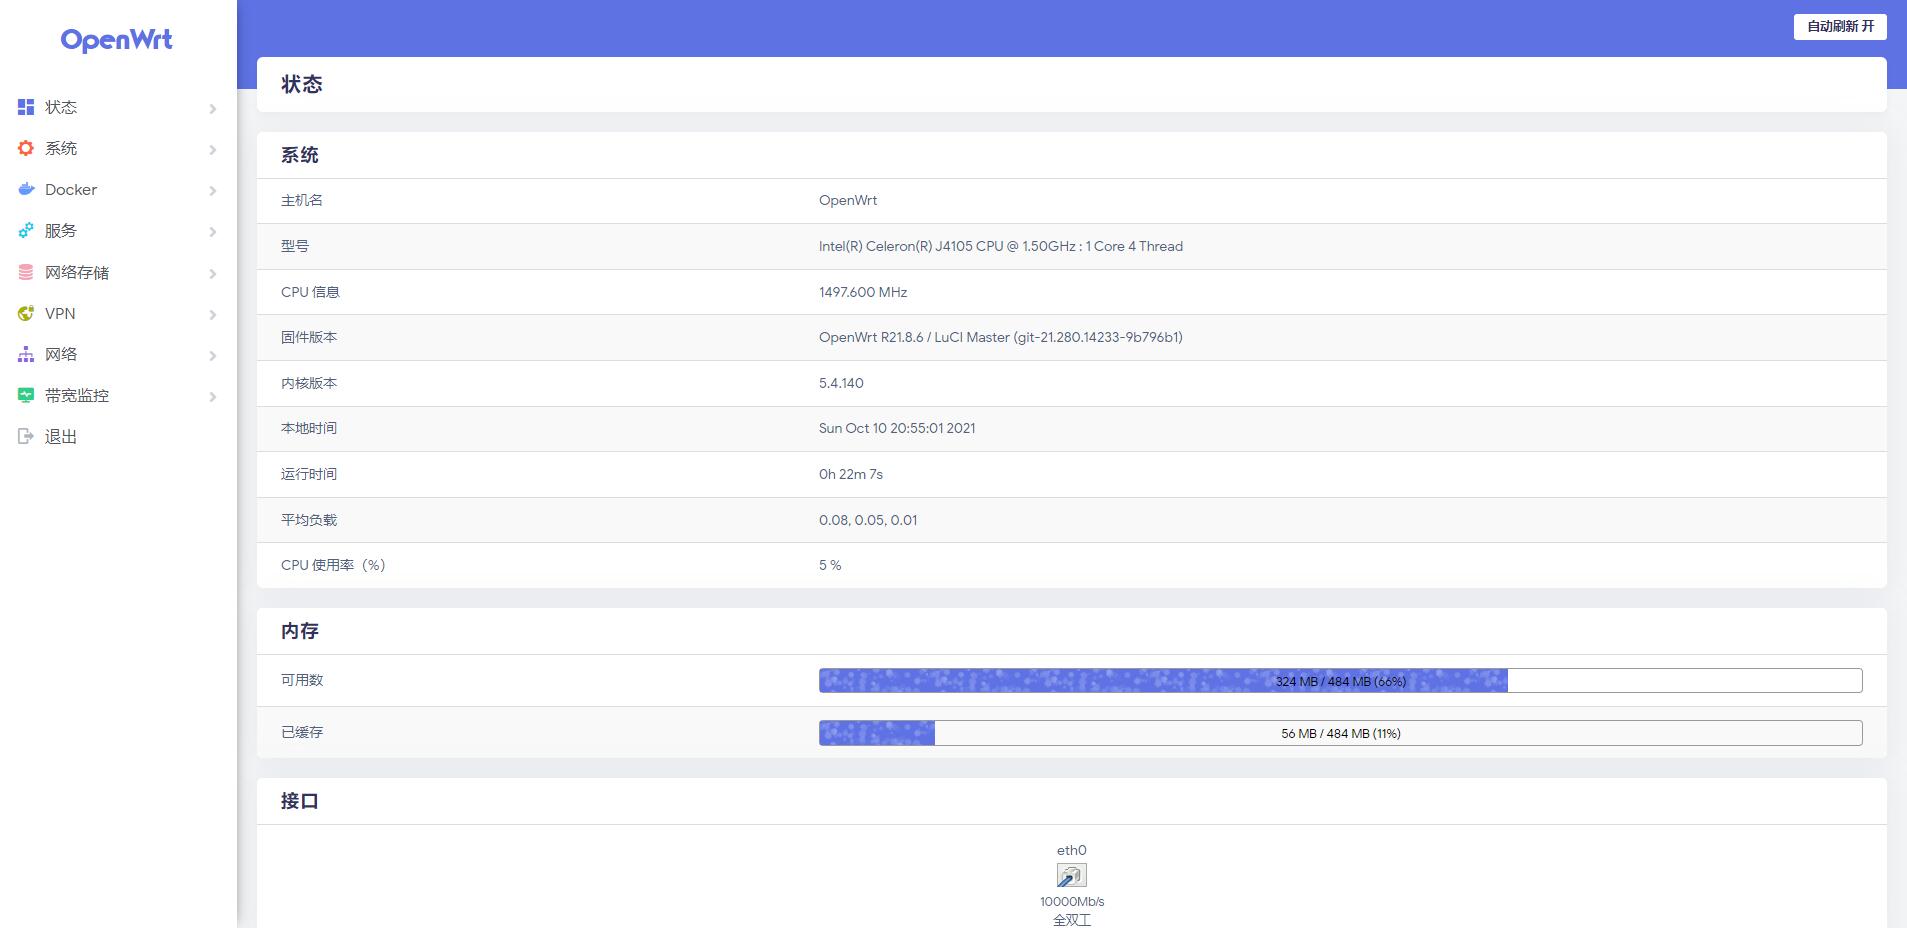 OpenWrt
状态
系统
Docker
服务
网络存储
VPN
网络
带宽监控
退出
自动刷新 开
状态
系统
主机名 OpenWrt
型号 Intel(R) Celeron(R) J4105 CPU @ 1.50GHz : 1 Core 4 Thread
CPU 信息 1497.600 MHz
固件版本 OpenWrt R21.8.6 / LuCI Master (git-21.280.14233-9b796b1)
内核版本 5.4.140
本地时间 Sun Oct 10 20:55:01 2021
运行时间 0h 22m 7s
平均负载 0.08, 0.05, 0.01
CPU 使用率（%） 5 %
内存
可用数 324 MB / 484 MB (66%)
已缓存 56 MB / 484 MB (11%)
接口
eth0
10000Mb/s
全双工